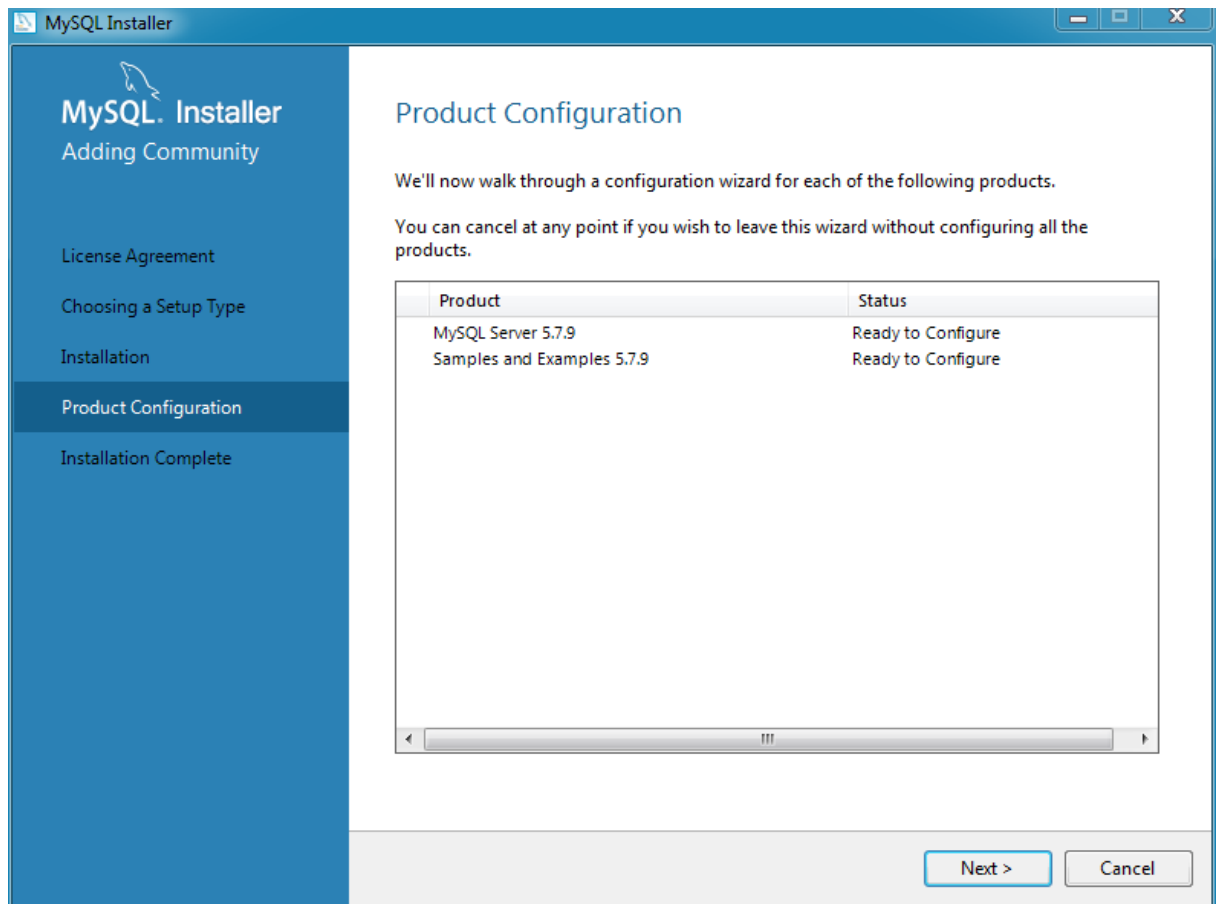 MySQL Installer
MySQL. Installer
Adding Community
License Agreement
Choosing a Setup Type
Installation
Product Configuration
Installation Complete
Product Configuration
We'll now walk through a configuration wizard for each of the following products.
You can cancel at any point if you wish to leave this wizard without configuring all the
products.
Product Status
MySQL Server 5.7.9 Ready to Configure
Samples and Examples 5.7.9 Ready to Configure
Next > Cancel